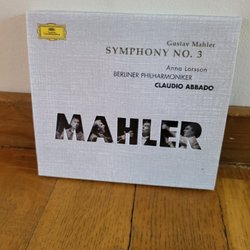 Gustav Mahler
SYMPHONY NO. 3
Anna Larsson
BERLINER PHILHARMONIKER
CLAUDIO ABBADO
MAHLER